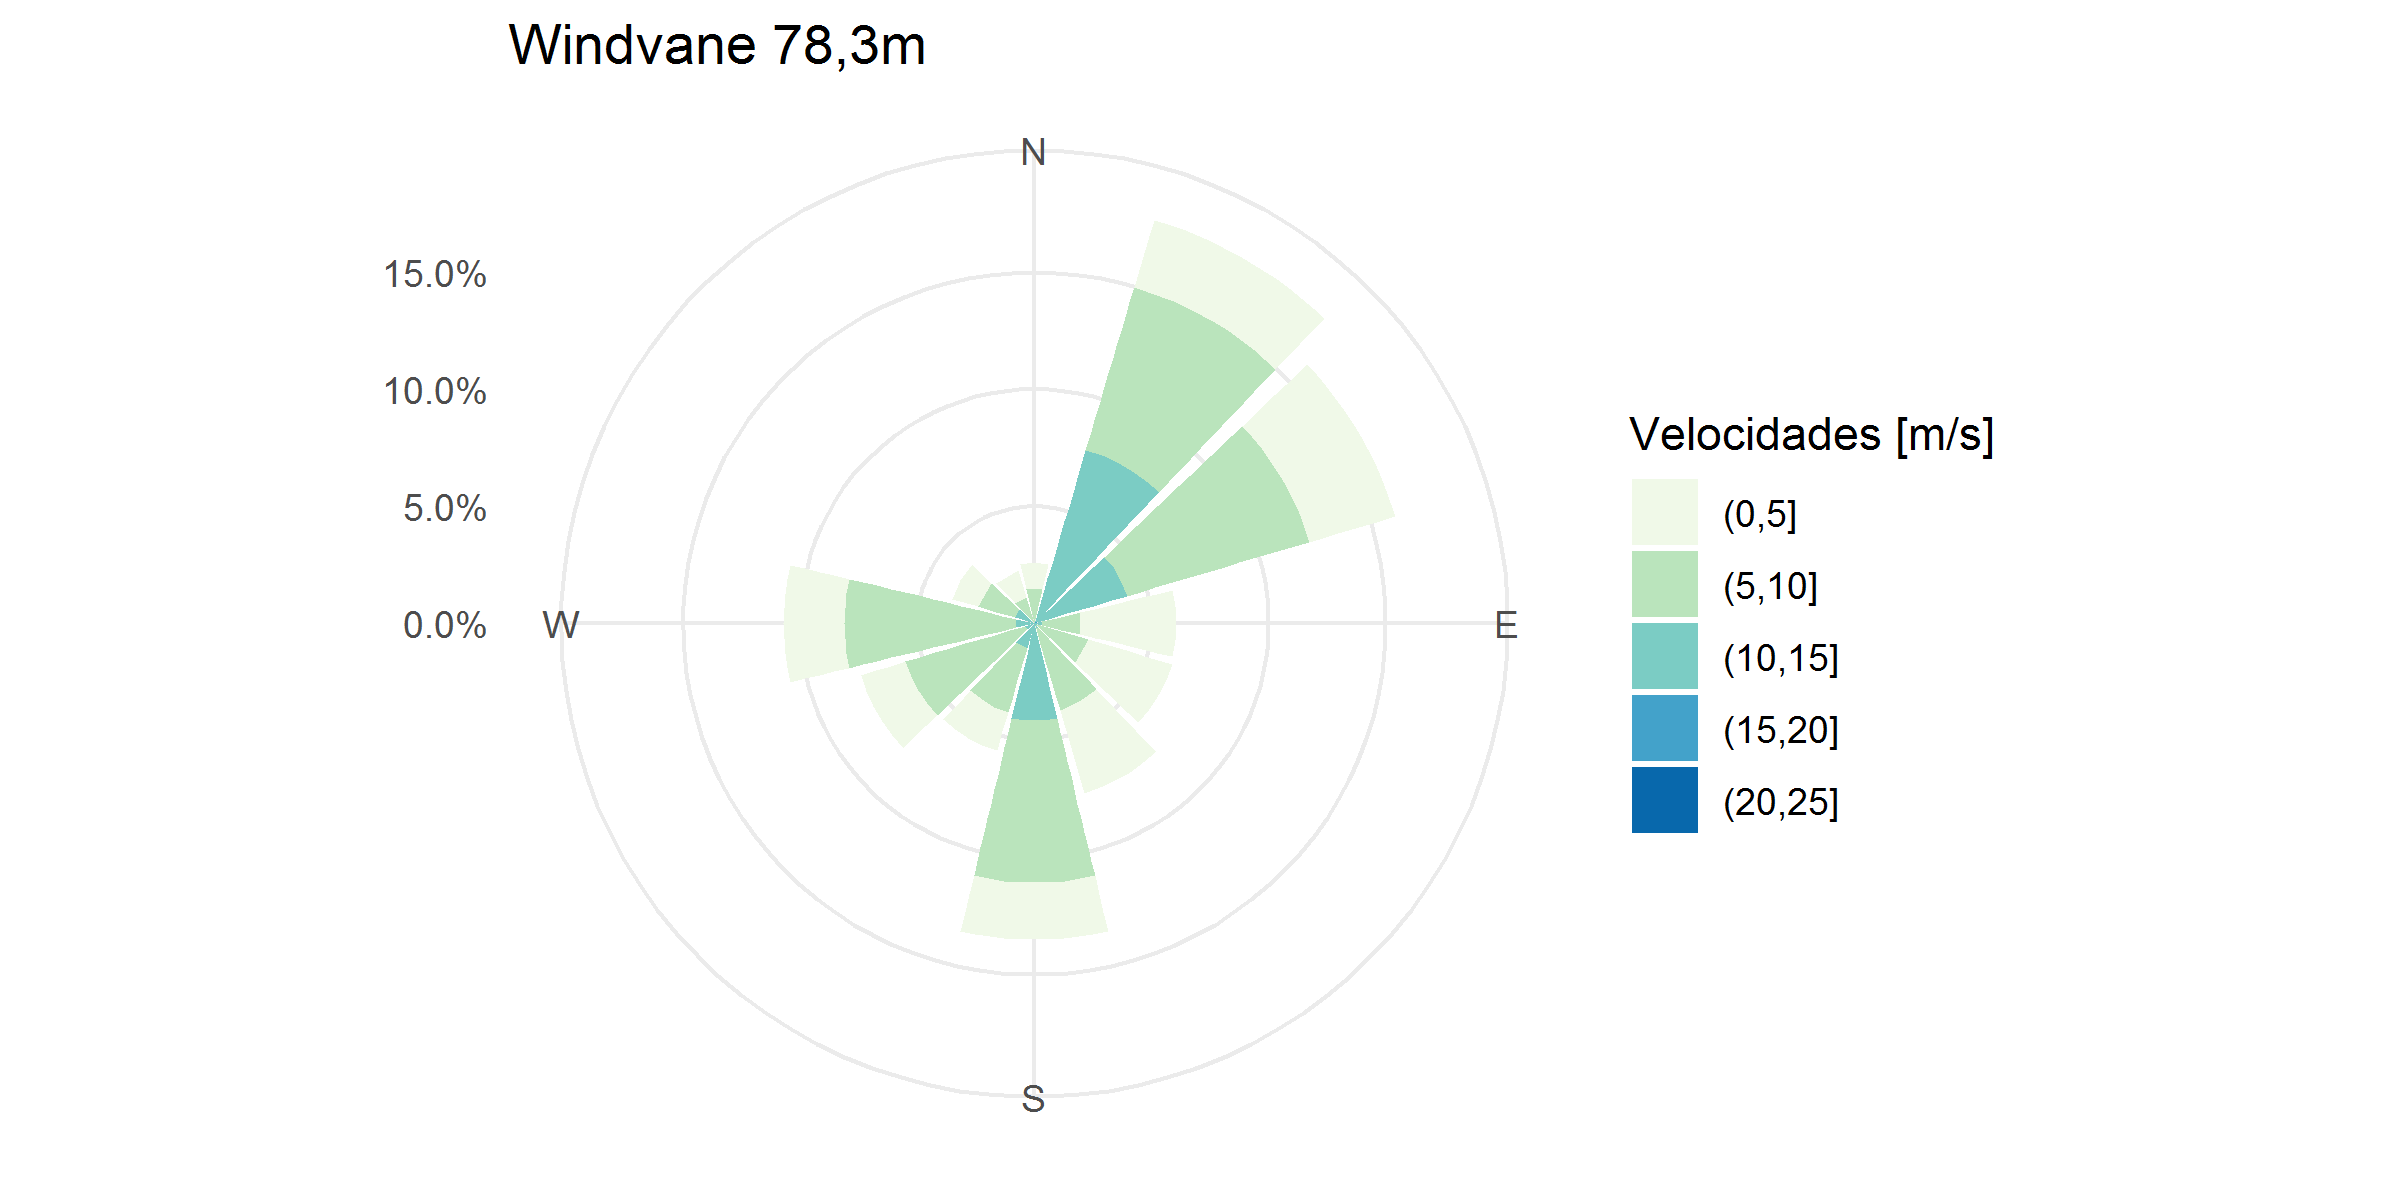 Windvane 78,3m
N
15.0%
10.0%
5.0%
0.0%
W
E
S
Velocidades [m/s]
(0,5]
(5,10]
(10,15]
(15,20]
(20,25]